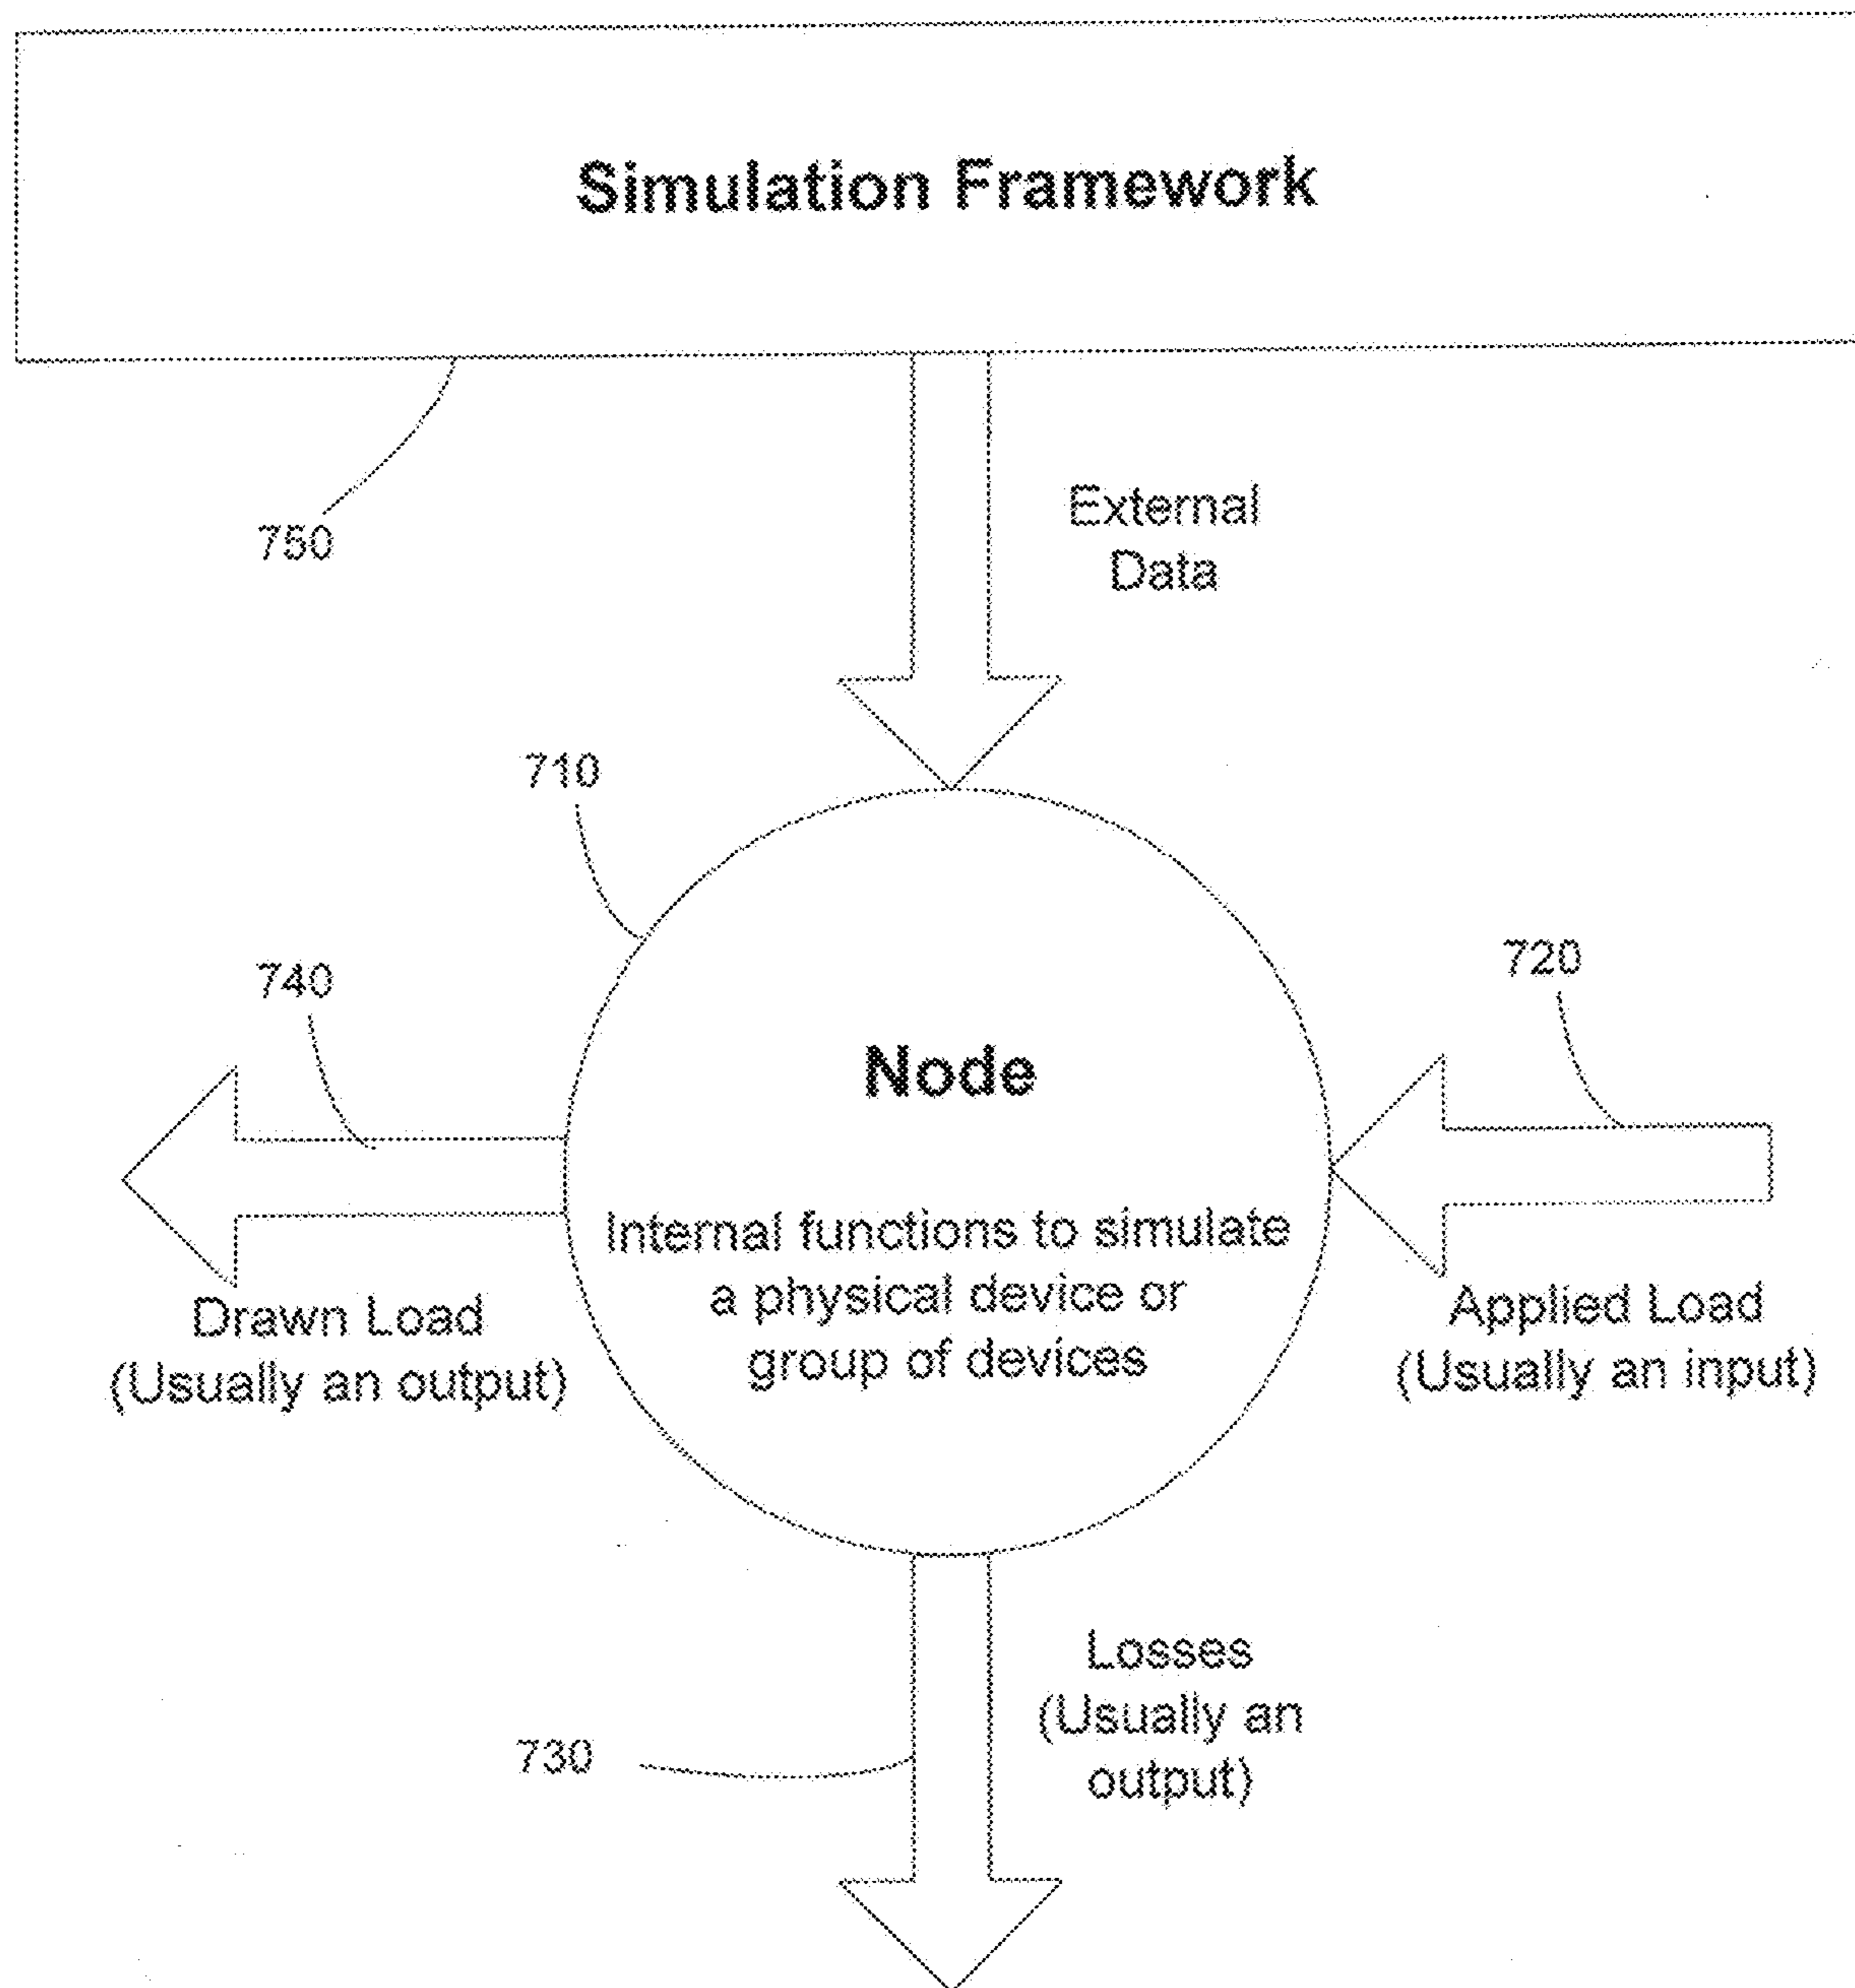 Simulation Framework
750
External
Data
710
740
720
Node
Internal functions to simulate
a physical device or
group of devices
Drawn Load
(Usually an output)
Applied Load
(Usually an input)
Losses
(Usually an
output)
730